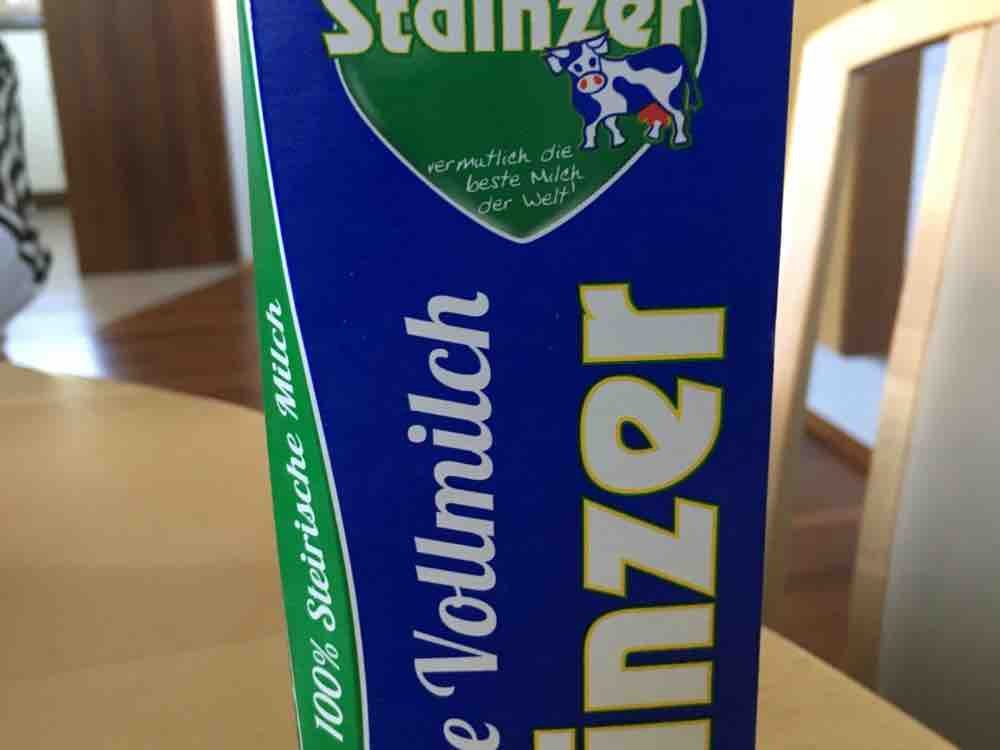 Stainzer
vermutlich die
beste Milch
der Welt!
100% Steirische Milch
Vollmilch
inzer